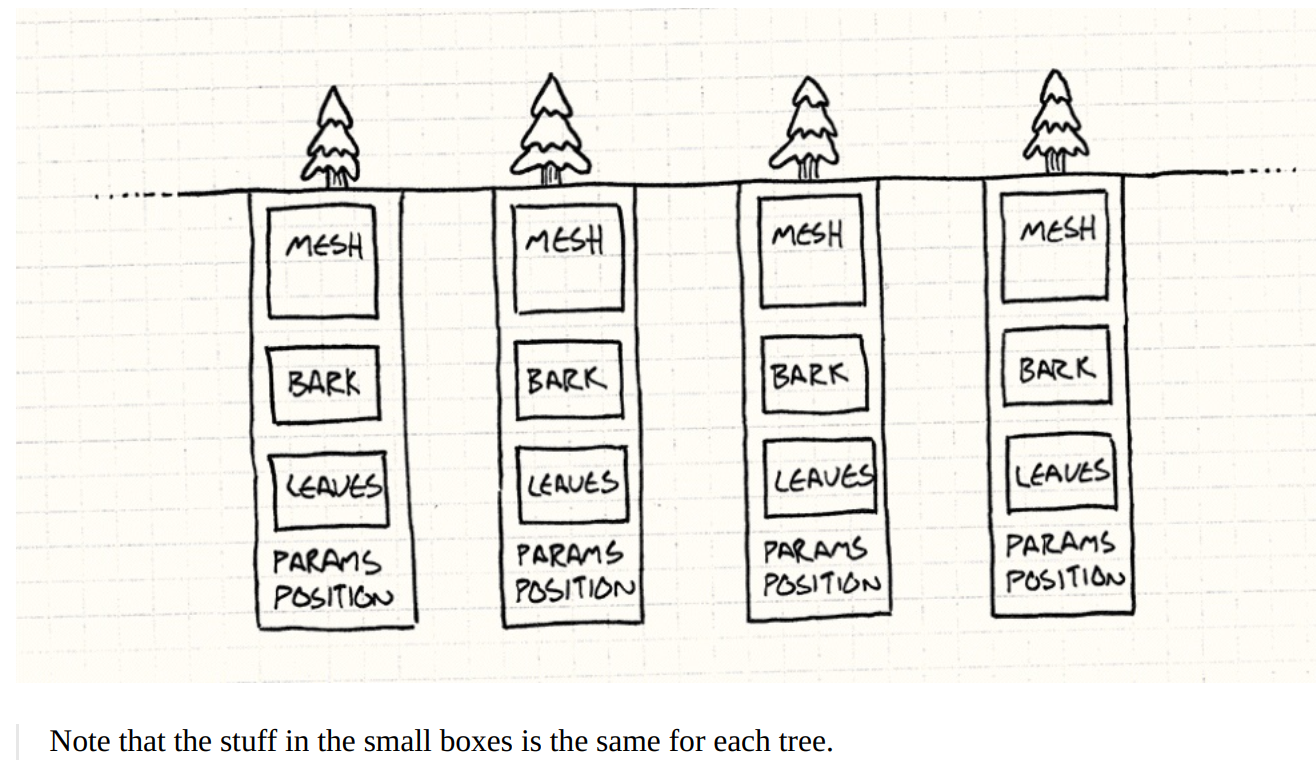 MESH
BARK
LEAVES
PARAMS
POSITION
MESH
BARK
LEAVES
PARAMS
POSITION
MESH
BARK
LEAVES
PARAMS
POSITION
MESH
BARK
LEAVES
PARAMS
POSITION
Note that the stuff in the small boxes is the same for each tree.